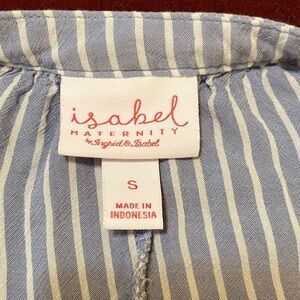 isabel
MATERNITY
by Ingrid & Isabel
S
MADE IN
INDONESIA